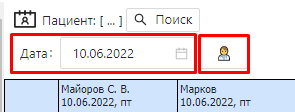 Пациент: [ ... ] Поиск
Дата: 10.06.2022
Майоров С. В. Марков
10.06.2022, пт 10.06.2022, пт